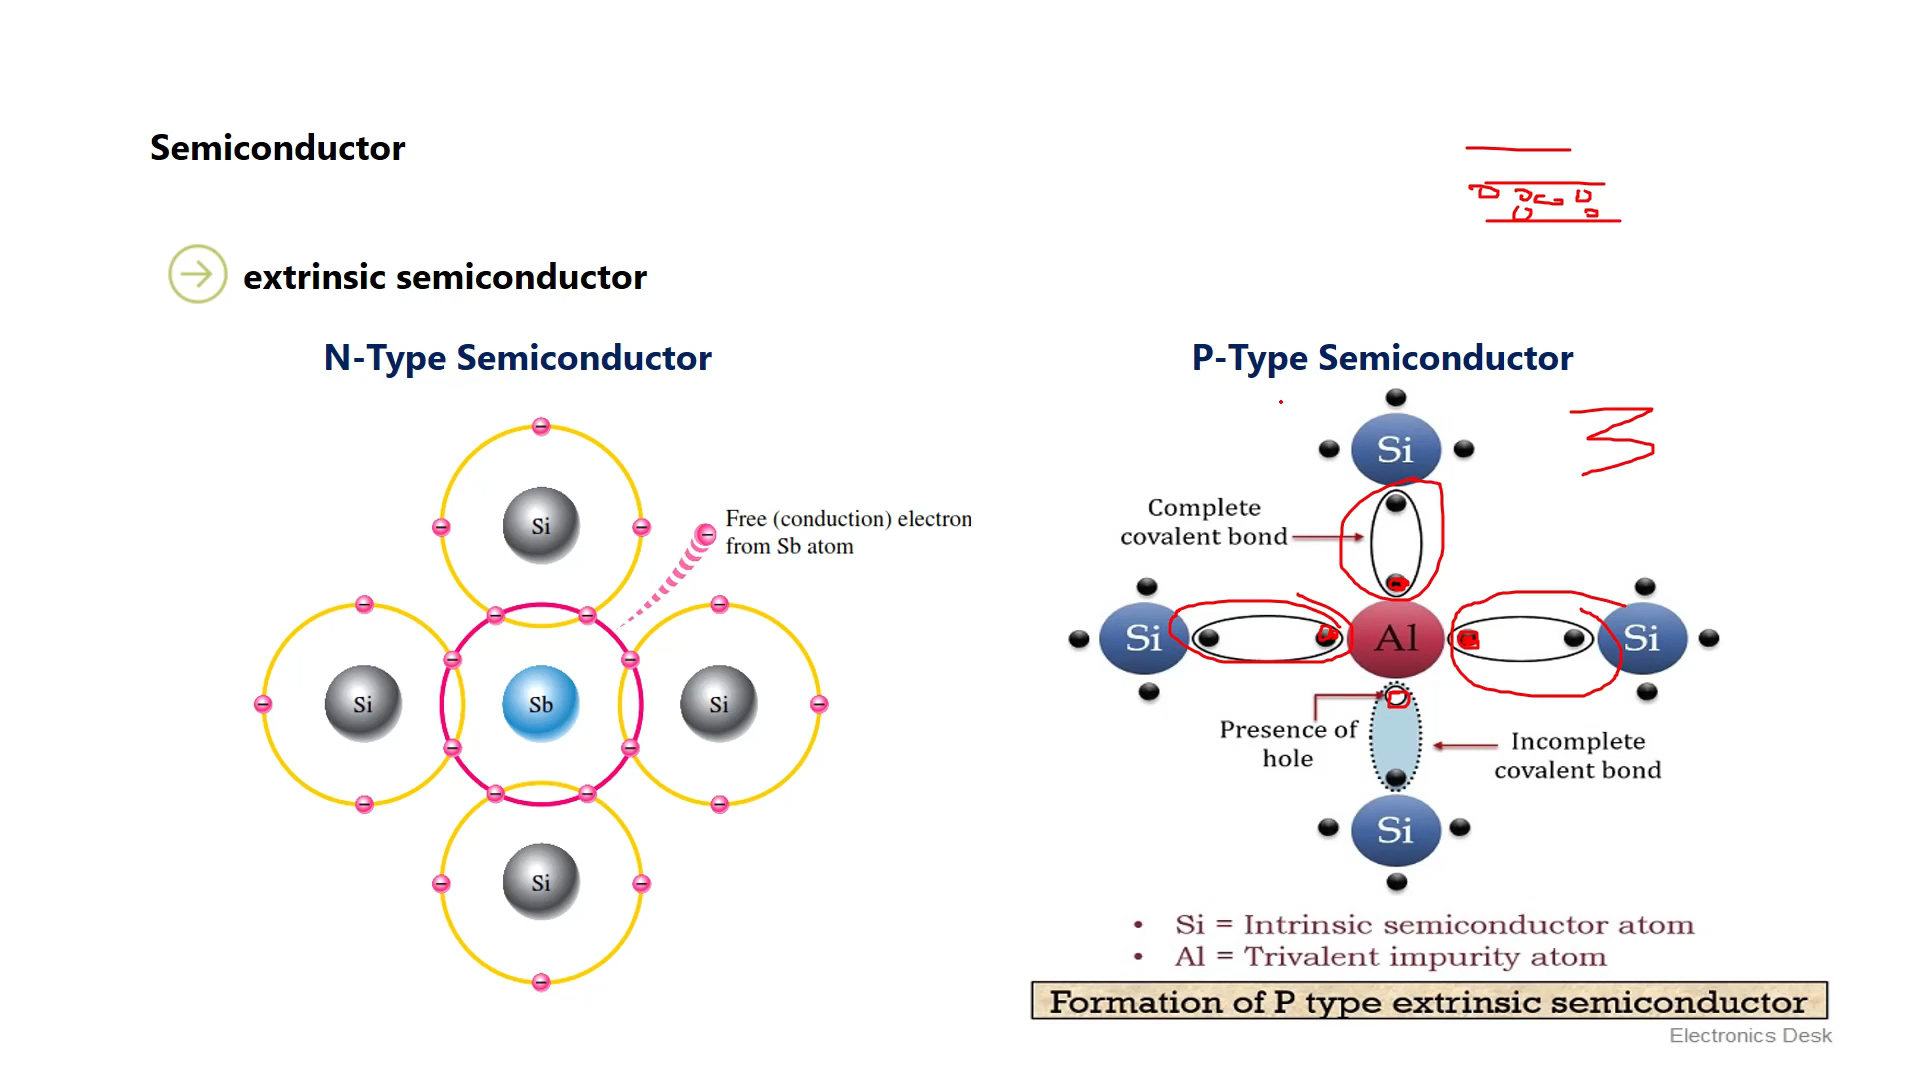 Semiconductor
extrinsic semiconductor
N-Type Semiconductor
Si
Free (conduction) electron
from Sb atom
Si
Sb
Si
Si
P-Type Semiconductor
Si
Complete
covalent bond
Si
Al
Si
Presence of
hole
Incomplete
covalent bond
Si
• Si = Intrinsic semiconductor atom
• Al = Trivalent impurity atom
Formation of P type extrinsic semiconductor
Electronics Desk